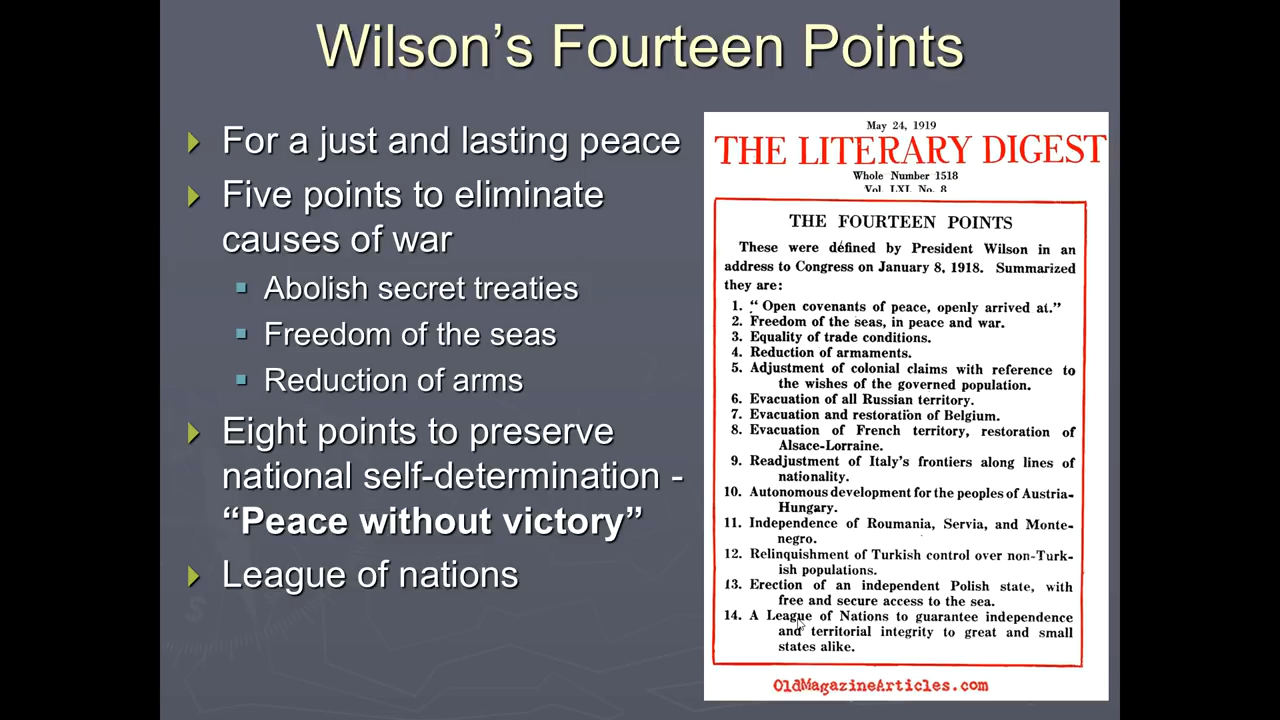 Wilson's Fourteen Points
For a just and lasting peace
Five points to eliminate
causes of war
Abolish secret treaties
Freedom of the seas
Reduction of arms
Eight points to preserve
national self-determination -
“Peace without victory”
League of nations
May 24, 1919
THE LITERARY DIGEST
Whole Number 1518
Vol. LXI, No. 8
THE FOURTEEN POINTS
These were defined by President Wilson in an
address to Congress on January 8, 1918. Summarized
they are:
1. “Open covenants of peace, openly arrived at.”
2. Freedom of the seas, in peace and war.
3. Equality of trade conditions.
4. Reduction of armaments.
5. Adjustment of colonial claims with reference to
the wishes of the governed population.
6. Evacuation of all Russian territory.
7. Evacuation and restoration of Belgium.
8. Evacuation of French territory, restoration of
Alsace-Lorraine.
9. Readjustment of Italy's frontiers along lines of
nationality.
10. Autonomous development for the peoples of Austria-
Hungary.
11. Independence of Roumania, Servia, and Monte-
negro.
12. Relinquishment of Turkish control over non-Turk-
ish populations.
13. Erection of an independent Polish state, with
free and secure access to the sea.
14. A League of Nations to guarantee independence
and territorial integrity to great and small
states alike.
OldMagazineArticles.com